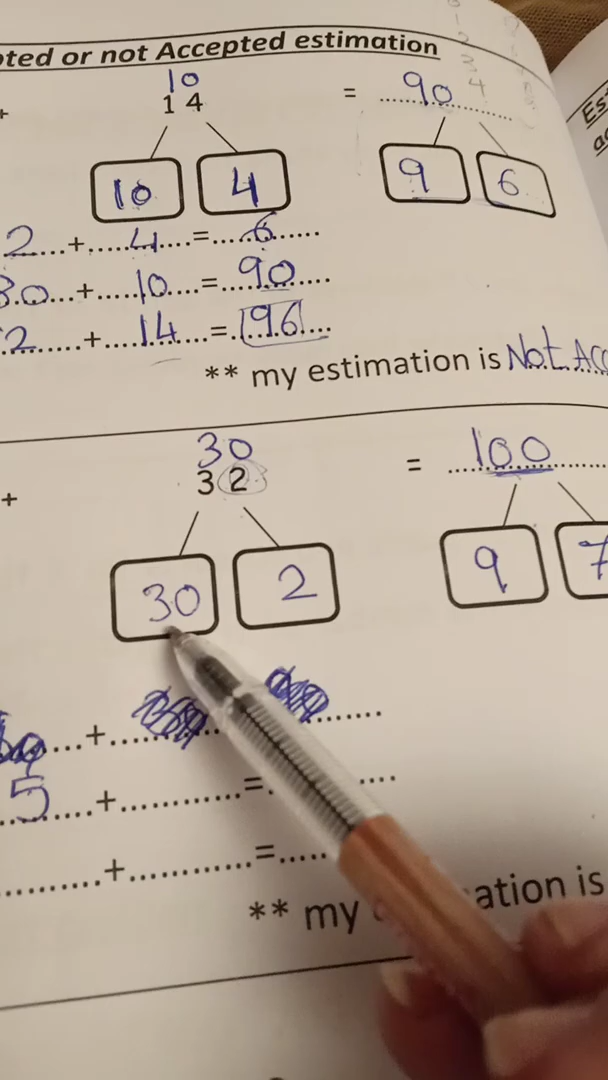 pted or not Accepted estimation
10
+ 14 = 90
10 4 9 6
2 + 4 = 6
80 + 10 = 90
2 + 14 = 96
** my estimation is Not Acc
30
+ 32 = 100
30 2 9 7
+
5 + =
+ =
** my ation is